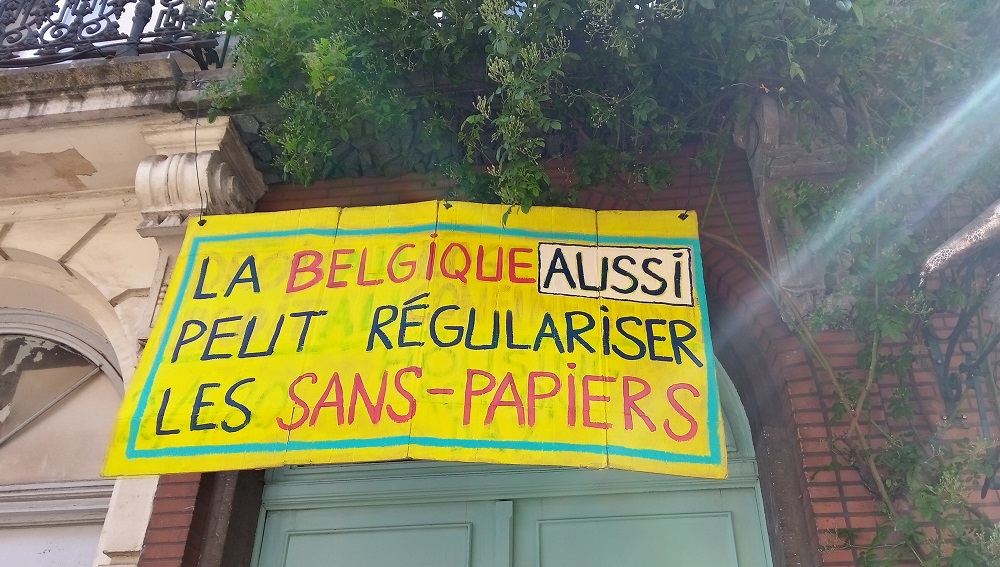 LA BELGIQUE AUSSI
PEUT RÉGULARISER
LES SANS-PAPIERS